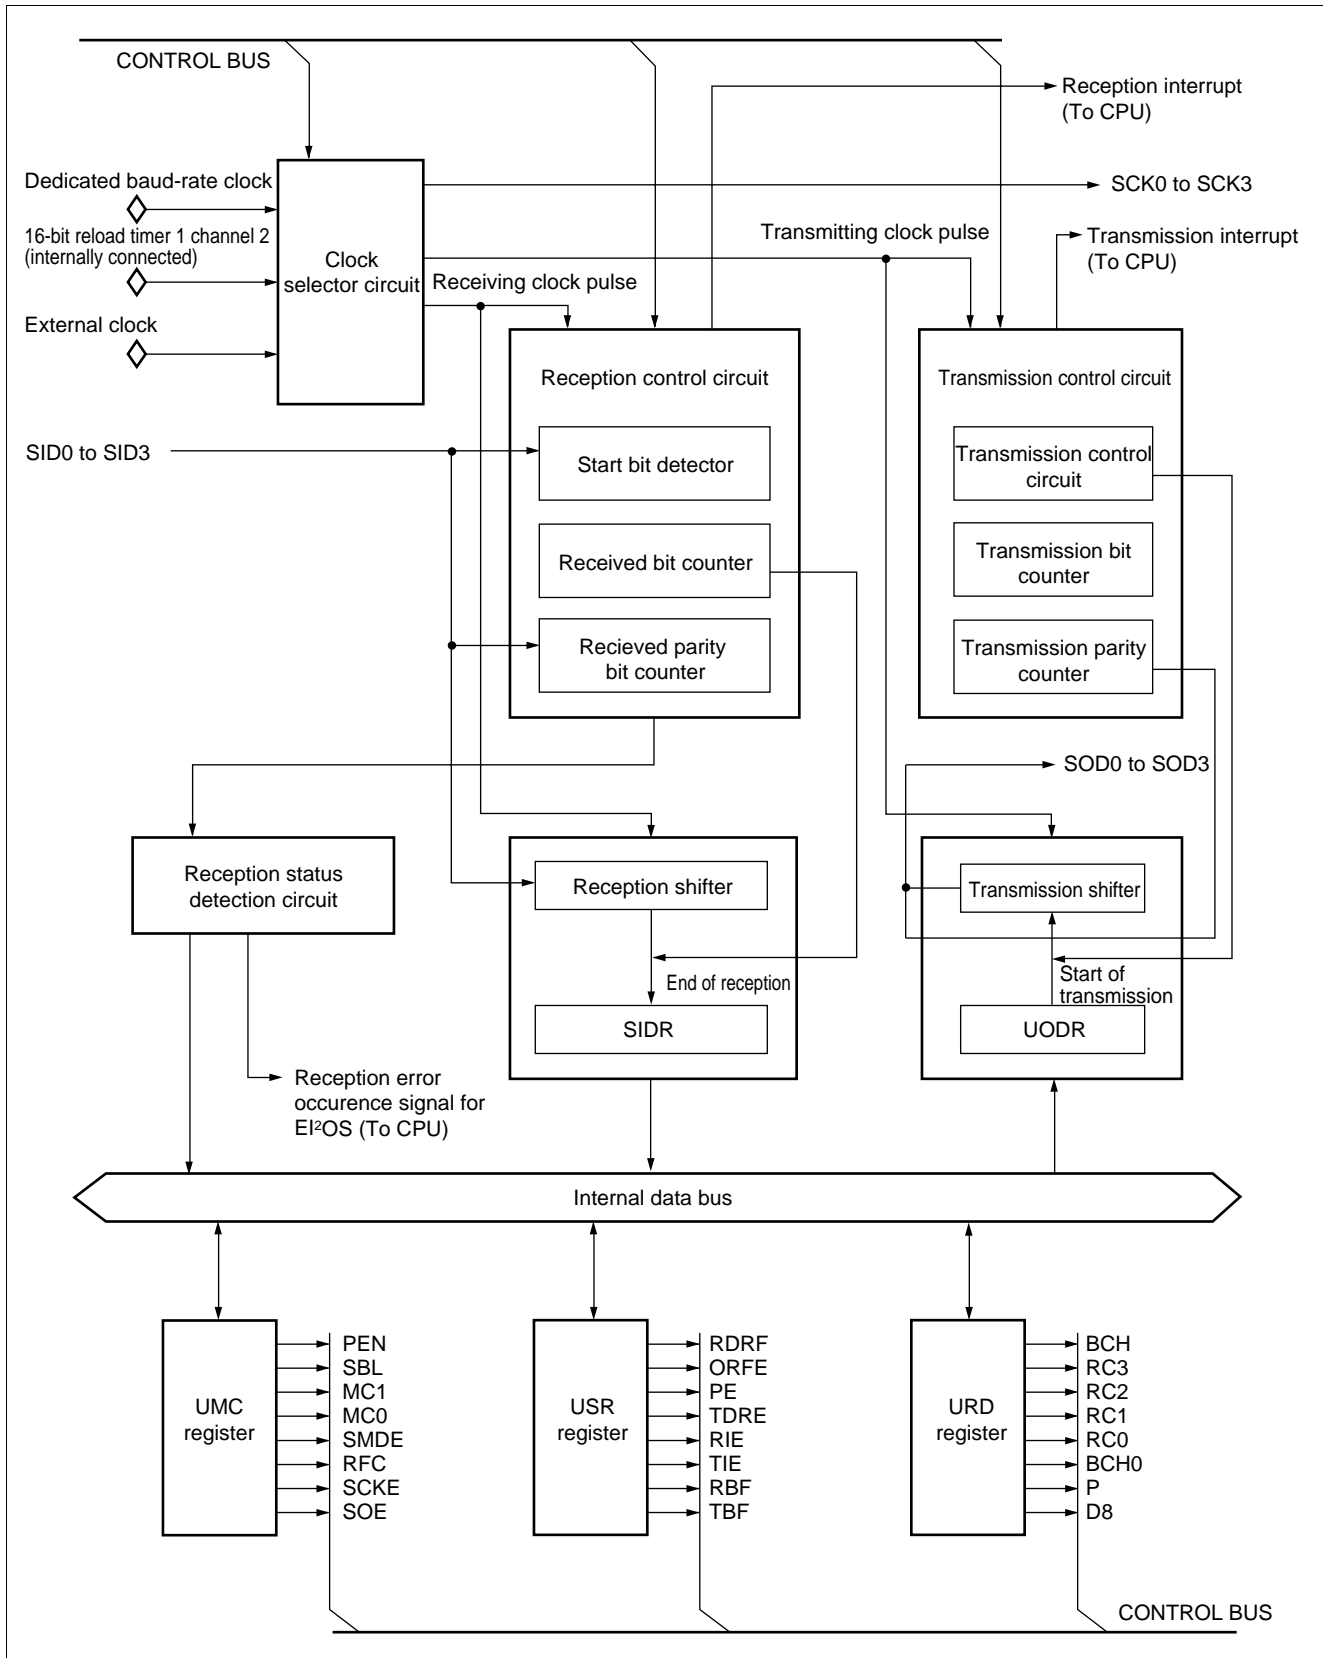 CONTROL BUS
Reception interrupt
(To CPU)
Dedicated baud-rate clock
SCK0 to SCK3
16-bit reload timer 1 channel 2
(internally connected)
Transmitting clock pulse
Transmission interrupt
(To CPU)
Clock
selector circuit
Receiving clock pulse
External clock
Reception control circuit
Transmission control circuit
SID0 to SID3
Start bit detector
Transmission control
circuit
Received bit counter
Transmission bit
counter
Recieved parity
bit counter
Transmission parity
counter
SOD0 to SOD3
Reception status
detection circuit
Reception shifter
Transmission shifter
End of reception
Start of
transmission
SIDR
UODR
Reception error
occurence signal for
EI²OS (To CPU)
Internal data bus
UMC
register
PEN
SBL
MC1
MC0
SMDE
RFC
SCKE
SOE
USR
register
RDRF
ORFE
PE
TDRE
RIE
TIE
RBF
TBF
URD
register
BCH
RC3
RC2
RC1
RC0
BCH0
P
D8
CONTROL BUS